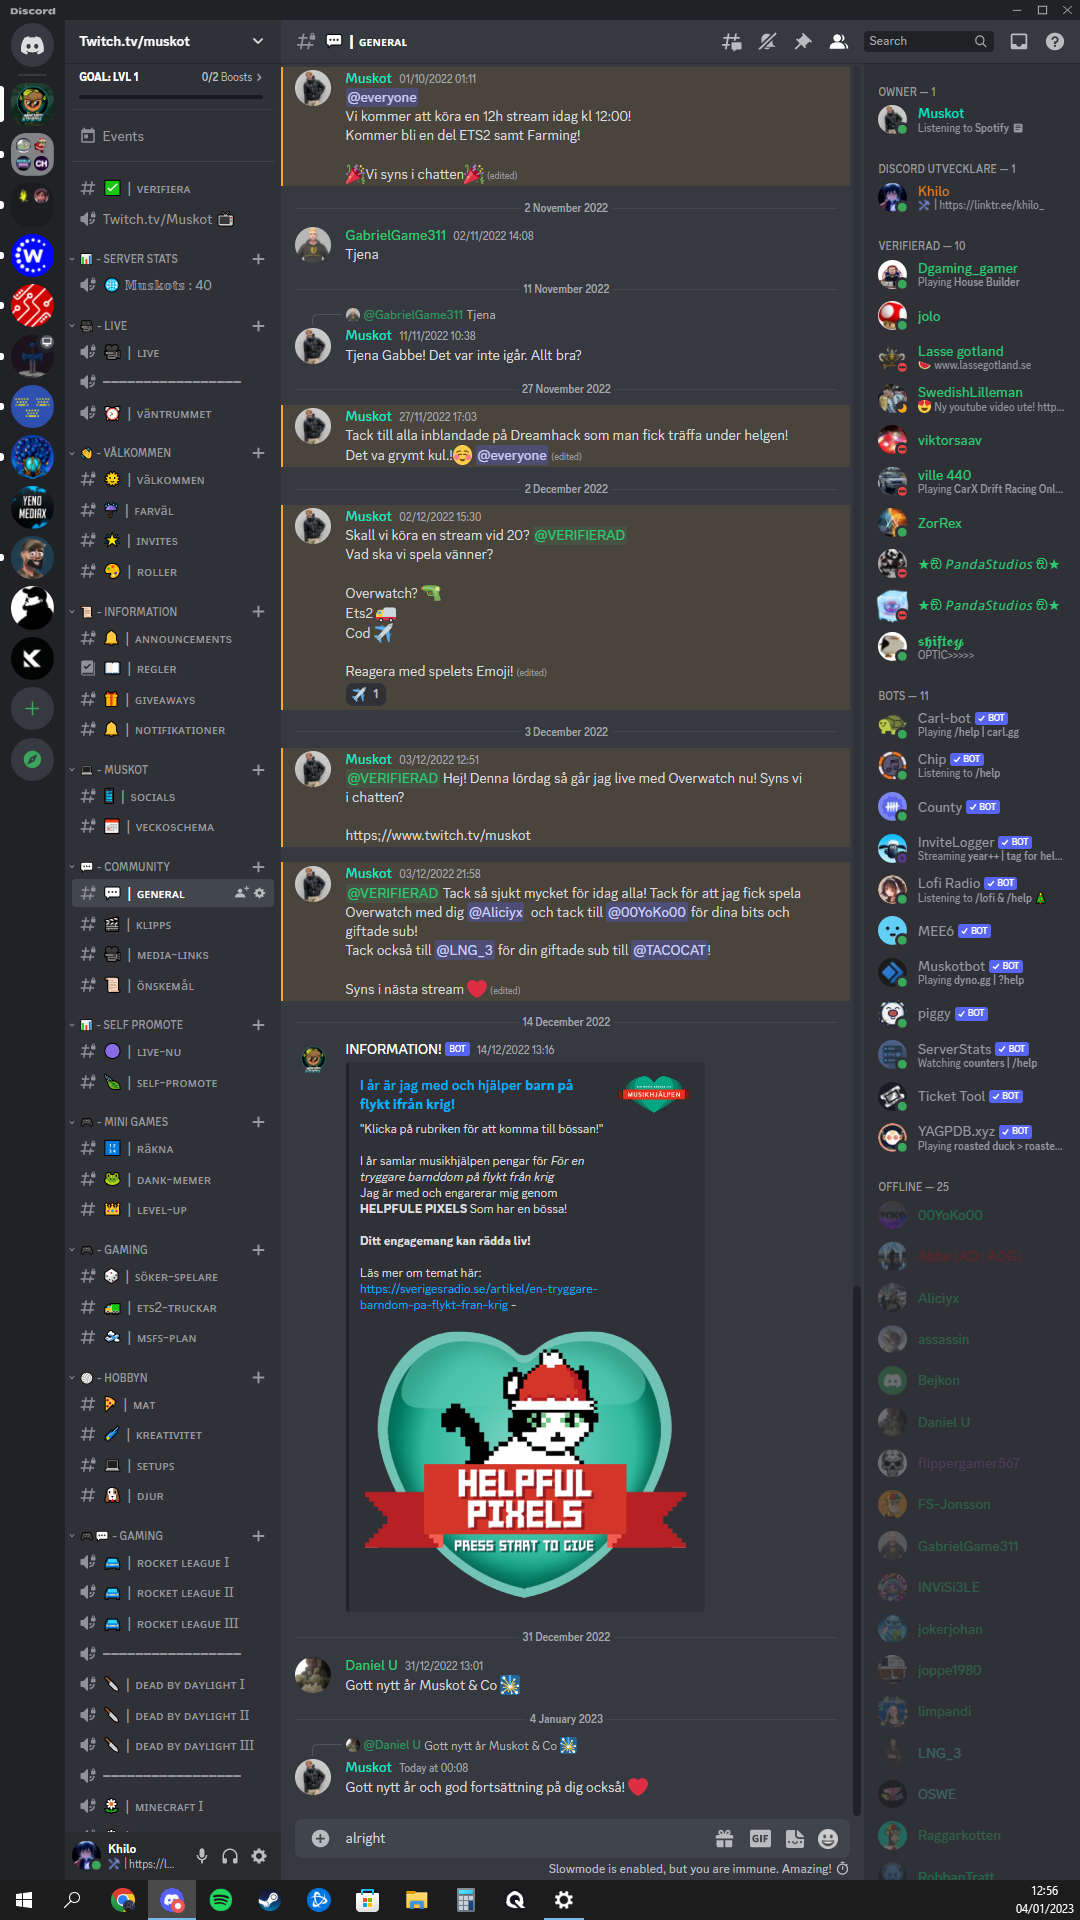 Discord
Twitch.tv/muskot
GOAL: LVL 1
0/2 Boosts
Events
| VERIFIERA
Twitch.tv/Muskot
- SERVER STATS
𝕄𝕦𝕤𝕜𝕠𝕥𝕤 : 40
- LIVE
| LIVE
| VäNTRUMMET
- VÄLKOMMEN
| VäLKOMMEN
| FARVäL
| INVITES
| ROLLER
- INFORMATION
| ANNOUNCEMENTS
| REGLER
| GIVEAWAYS
| NOTIFIKATIONER
- MUSKOT
| SOCIALS
| VECKOSCHEMA
- COMMUNITY
| GENERAL
| KLIPPS
| MEDIA-LINKS
| öNSKEMåL
- SELF PROMOTE
| LIVE-NU
| SELF-PROMOTE
- MINI GAMES
| RäKNA
| DANK-MEMER
| LEVEL-UP
- GAMING
| SöKER-SPELARE
| ETS2-TRUCKAR
| MSFS-PLAN
- HOBBYN
| MAT
| KREATIVITET
| SETUPS
| DJUR
- GAMING
| ROCKET LEAGUE I
| ROCKET LEAGUE II
| ROCKET LEAGUE III
| DEAD BY DAYLIGHT I
| DEAD BY DAYLIGHT II
| DEAD BY DAYLIGHT III
| MINECRAFT I
Khilo
| https://l...
YENO
MEDIAX
CH
W
K
| GENERAL
Search
Muskot 01/10/2022 01:11
@everyone
Vi kommer att köra en 12h stream idag kl 12:00!
Kommer bli en del ETS2 samt Farming!
🎉Vi syns i chatten🎉 (edited)
2 November 2022
GabrielGame311 02/11/2022 14:08
Tjena
11 November 2022
@GabrielGame311 Tjena
Muskot 11/11/2022 10:38
Tjena Gabbe! Det var inte igår. Allt bra?
27 November 2022
Muskot 27/11/2022 17:03
Tack till alla inblandade på Dreamhack som man fick träffa under helgen!
Det va grymt kul.!☺️ @everyone (edited)
2 December 2022
Muskot 02/12/2022 15:30
Skall vi köra en stream vid 20? @VERIFIERAD
Vad ska vi spela vänner?
Overwatch? 🔫
Ets2 🚚
Cod ✈️
Reagera med spelets Emoji! (edited)
✈️ 1
3 December 2022
Muskot 03/12/2022 12:51
@VERIFIERAD Hej! Denna lördag så går jag live med Overwatch nu! Syns vi
i chatten?
https;//www.twitch.tv/muskot
Muskot 03/12/2022 21:58
@VERIFIERAD Tack så sjukt mycket för idag alla! Tack för att jag fick spela
Overwatch med dig @Aliciyx och tack till @00YoKo00 för dina bits och
giftade sub!
Tack också till @LNG_3 för din giftade sub till @TACOCAT!
Syns i nästa stream ❤️ (edited)
14 December 2022
INFORMATION! BOT 14/12/2022 13:16
I år är jag med och hjälper barn på
flykt ifrån krig!
MUSIKHJÄLPEN
"Klicka på rubriken för att komma till bössan!"
I år samlar musikhjälpen pengar för För en
tryggare barnddom på flykt från krig
Jag är med och engarerar mig genom
HELPFULE PIXELS Som har en bössa!
Ditt engagemang kan rädda liv!
Läs mer om temat här:
https://sverigesradio.se/artikel/en-tryggare-
barndom-pa-flykt-fran-krig -
HELPFUL
PIXELS
PRESS START TO GIVE
31 December 2022
Daniel U 31/12/2022 13:01
Gott nytt år Muskot & Co 🎆
4 January 2023
@Daniel U Gott nytt år Muskot & Co 🎆
Muskot Today at 00:08
Gott nytt år och god fortsättning på dig också! ❤️
alright
GIF
Slowmode is enabled, but you are immune. Amazing!
OWNER — 1
Muskot
Listening to Spotify
DISCORD UTVECKLARE — 1
Khilo
| https://linktr.ee/khilo_
VERIFIERAD — 10
Dgaming_gamer
Playing House Builder
jolo
Lasse gotland
🍉 www.lassegotland.se
SwedishLilleman
😍 Ny youtube video ute! http...
viktorsaav
ville 440
Playing CarX Drift Racing Onl...
ZorRex
★ඬ PandaStudios ඬ★
★ඬ PandaStudios ඬ★
𝖘𝖍𝖎𝖋𝖙𝖊𝖞
OPTIC>>>>>
BOTS — 11
Carl-bot BOT
Playing /help | carl.gg
Chip BOT
Listening to /help
County BOT
InviteLogger BOT
Streaming year++ | tag for hel...
Lofi Radio BOT
Listening to /lofi & /help 🎄
MEE6 BOT
Muskotbot BOT
Playing dyno.gg | ?help
piggy BOT
ServerStats BOT
Watching counters | /help
Ticket Tool BOT
YAGPDB.xyz BOT
Playing roasted duck > roaste...
OFFLINE — 25
00YoKo00
Abbe (AD | ADG)
Aliciyx
assassin
Bejkon
Daniel U
flippergamer567
FS-Jonsson
GabrielGame311
INViSi3LE
jokerjohan
joppe1980
limpandi
LNG_3
OSWE
Raggarkotten
RobbanTratt
12:56
04/01/2023